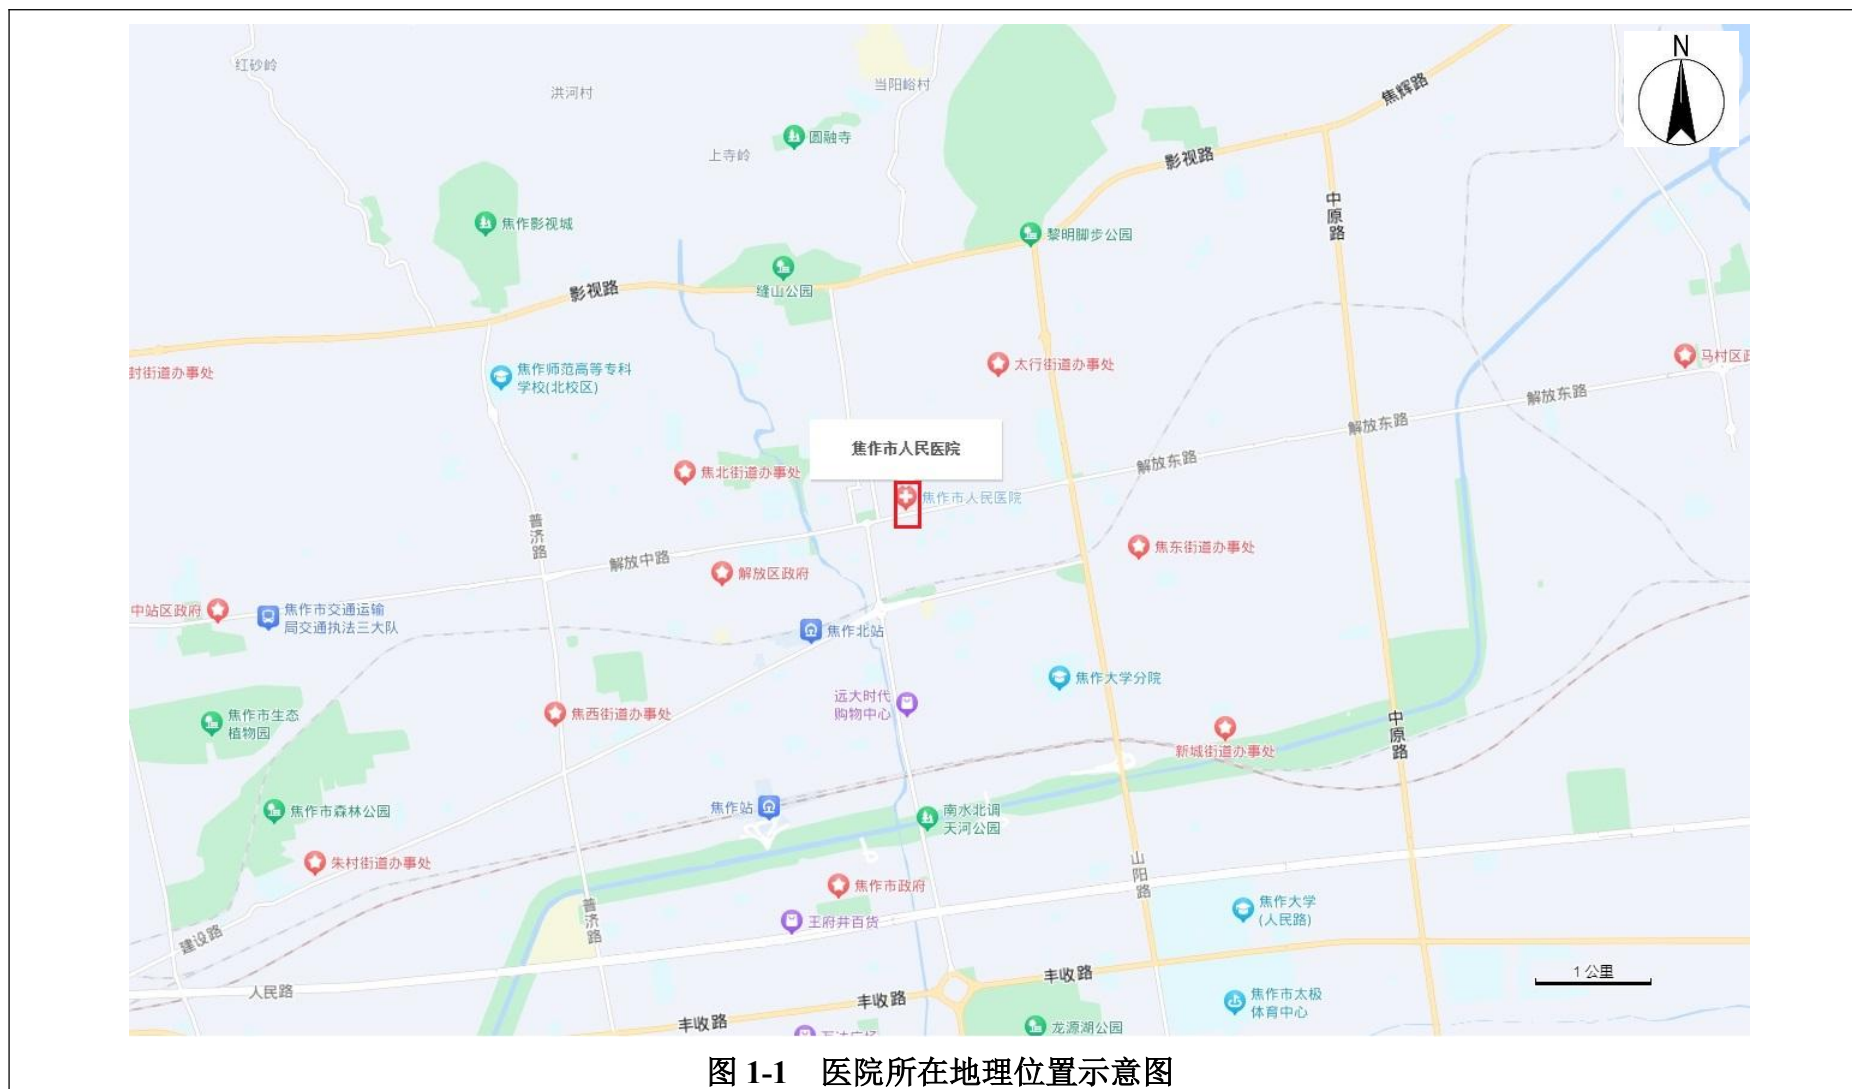 N
红砂岭
洪河村
当阳峪村
焦辉路
圆融寺
上寺岭
影视路
中原路
焦作影视城
黎明脚步公园
影视路
缝山公园
封街道办事处
焦作师范高等专科
学校(北校区)
太行街道办事处
马村区政
解放东路
解放东路
解放东路
焦作市人民医院
焦北街道办事处
焦作市人民医院
普济路
解放中路
解放区政府
焦东街道办事处
中站区政府
焦作市交通运输
局交通执法三大队
焦作北站
焦作大学分院
远大时代
购物中心
焦西街道办事处
焦作市生态
植物园
中原路
新城街道办事处
焦作站
焦作市森林公园
南水北调
天河公园
朱村街道办事处
山阳路
焦作市政府
王府井百货
焦作大学
(人民路)
普济路
建设路
人民路
丰收路
丰收路
丰收路
1 公里
焦作市太极
体育中心
龙源湖公园
图 1-1 医院所在地理位置示意图